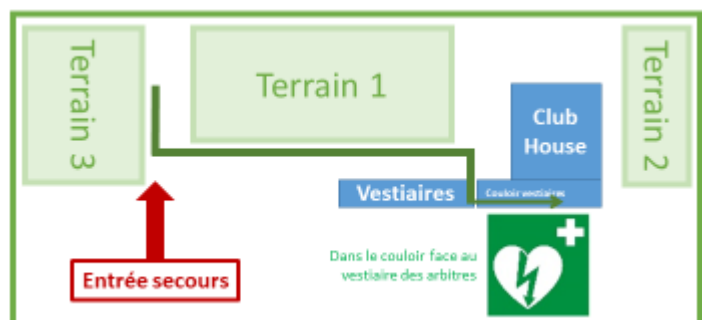 Terrain 3
Terrain 1
Terrain 2
Club
House
Vestiaires
Couloir vestiaires
Dans le couloir face au
vestiaire des arbitres
Entrée secours